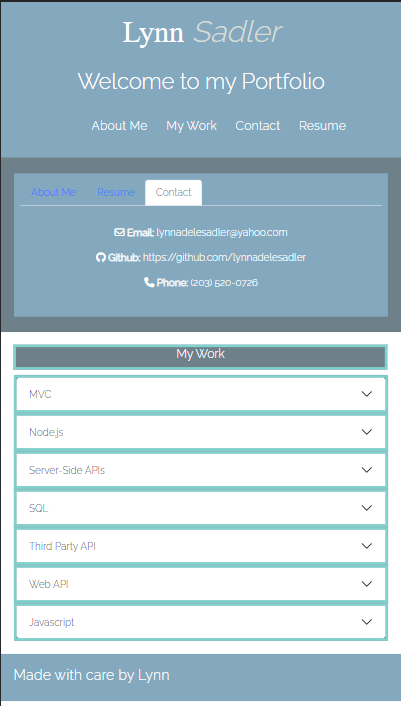 Lynn Sadler
Welcome to my Portfolio
About Me My Work Contact Resume
About Me Resume Contact
Email: lynnadelesadler@yahoo.com
Github: https://github.com/lynnadelesadler
Phone: (203) 520-0726
My Work
MVC
Node.js
Server-Side APIs
SQL
Third Party API
Web API
Javascript
Made with care by Lynn